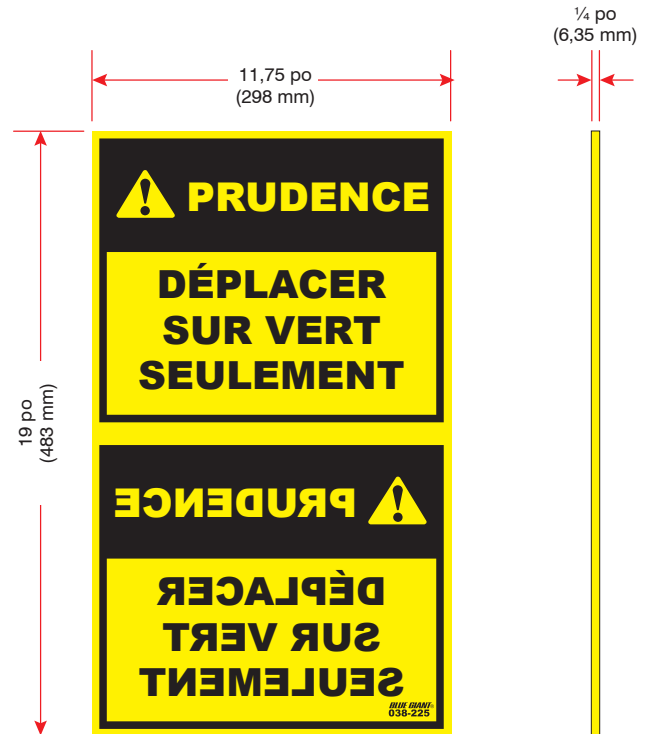 ¼ po
(6,35 mm)
11,75 po
(298 mm)
19 po
(483 mm)
PRUDENCE
DÉPLACER
SUR VERT
SEULEMENT
PRUDENCE
DÉPLACER
SUR VERT
SEULEMENT
BLUE GIANT
038-225